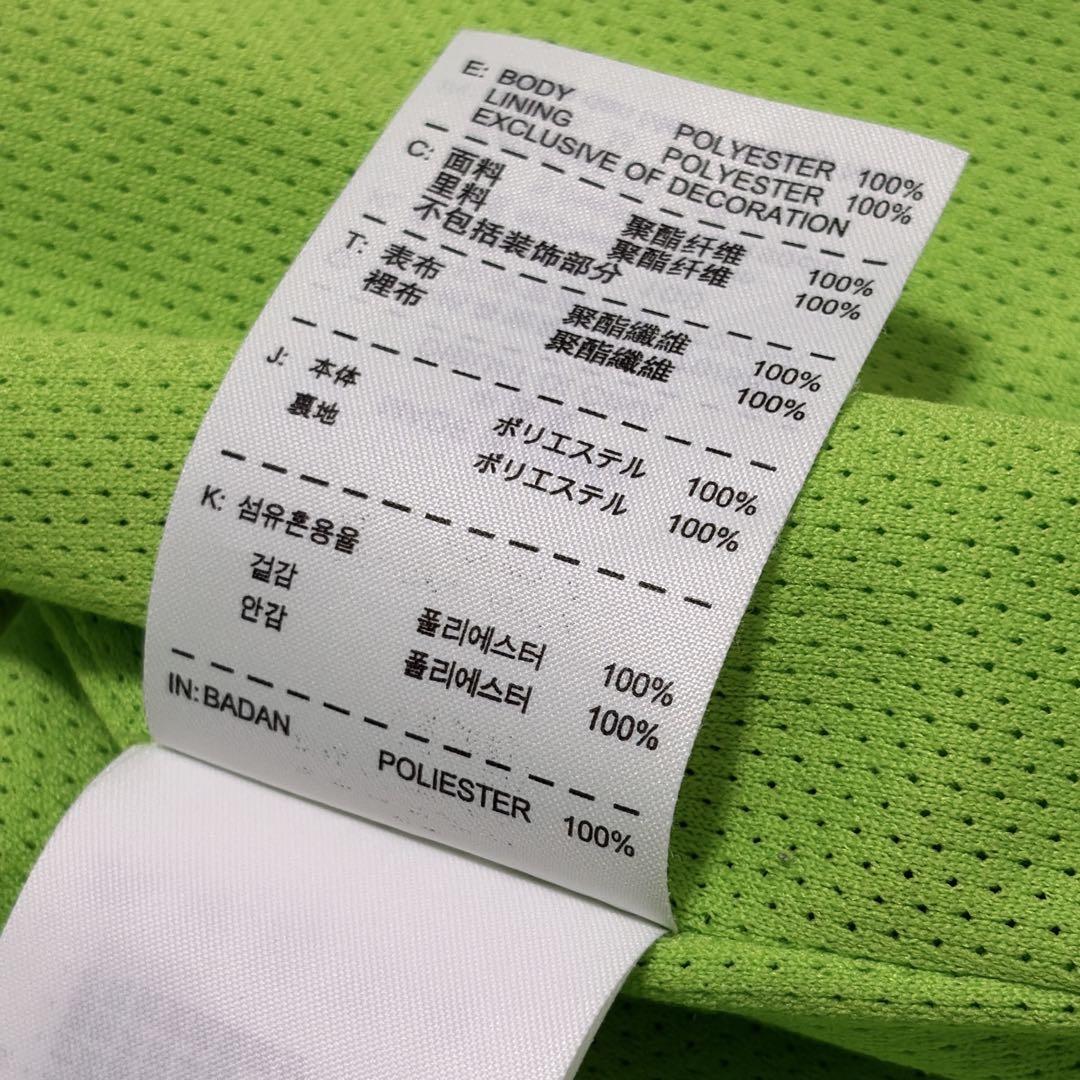 E: BODY POLYESTER 100%
LINING POLYESTER 100%
EXCLUSIVE OF DECORATION
C: 面料 聚酯纤维 100%
里料 聚酯纤维 100%
不包括装饰部分
T: 表布 聚酯纖維 100%
裡布 聚酯纖維 100%
J: 本体 ポリエステル 100%
裏地 ポリエステル 100%
K: 섬유혼용율
겉감 폴리에스터 100%
안감 폴리에스터 100%
IN: BADAN POLIESTER 100%